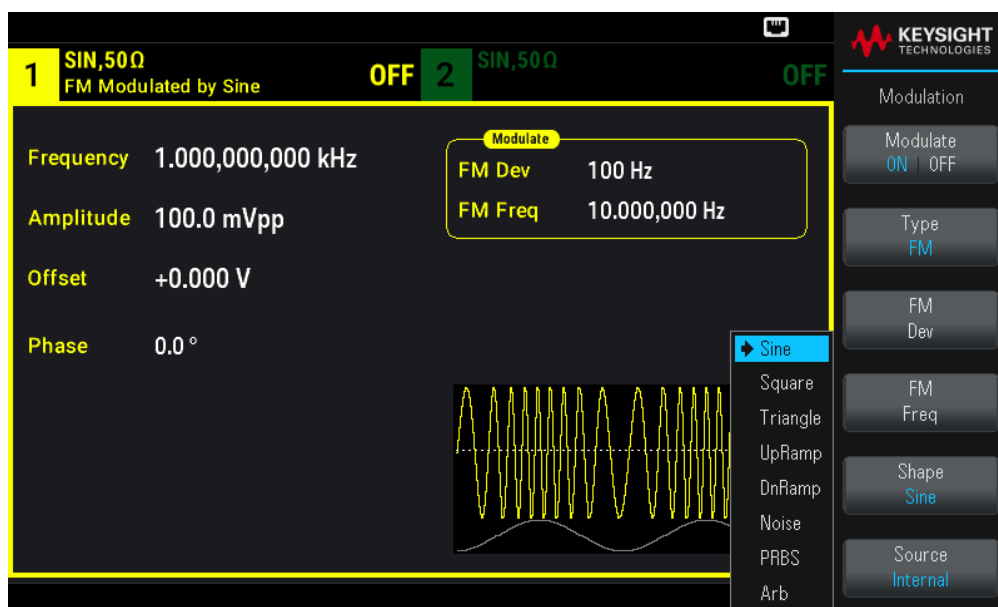 KEYSIGHT
TECHNOLOGIES
1
SIN,50Ω
FM Modulated by Sine
OFF
2
SIN,50Ω
OFF
Frequency 1.000,000,000 kHz
Amplitude 100.0 mVpp
Offset +0.000 V
Phase 0.0 °
Modulate
FM Dev 100 Hz
FM Freq 10.000,000 Hz
Sine
Square
Triangle
UpRamp
DnRamp
Noise
PRBS
Arb
Modulation
Modulate
ON | OFF
Type
FM
FM
Dev
FM
Freq
Shape
Sine
Source
Internal